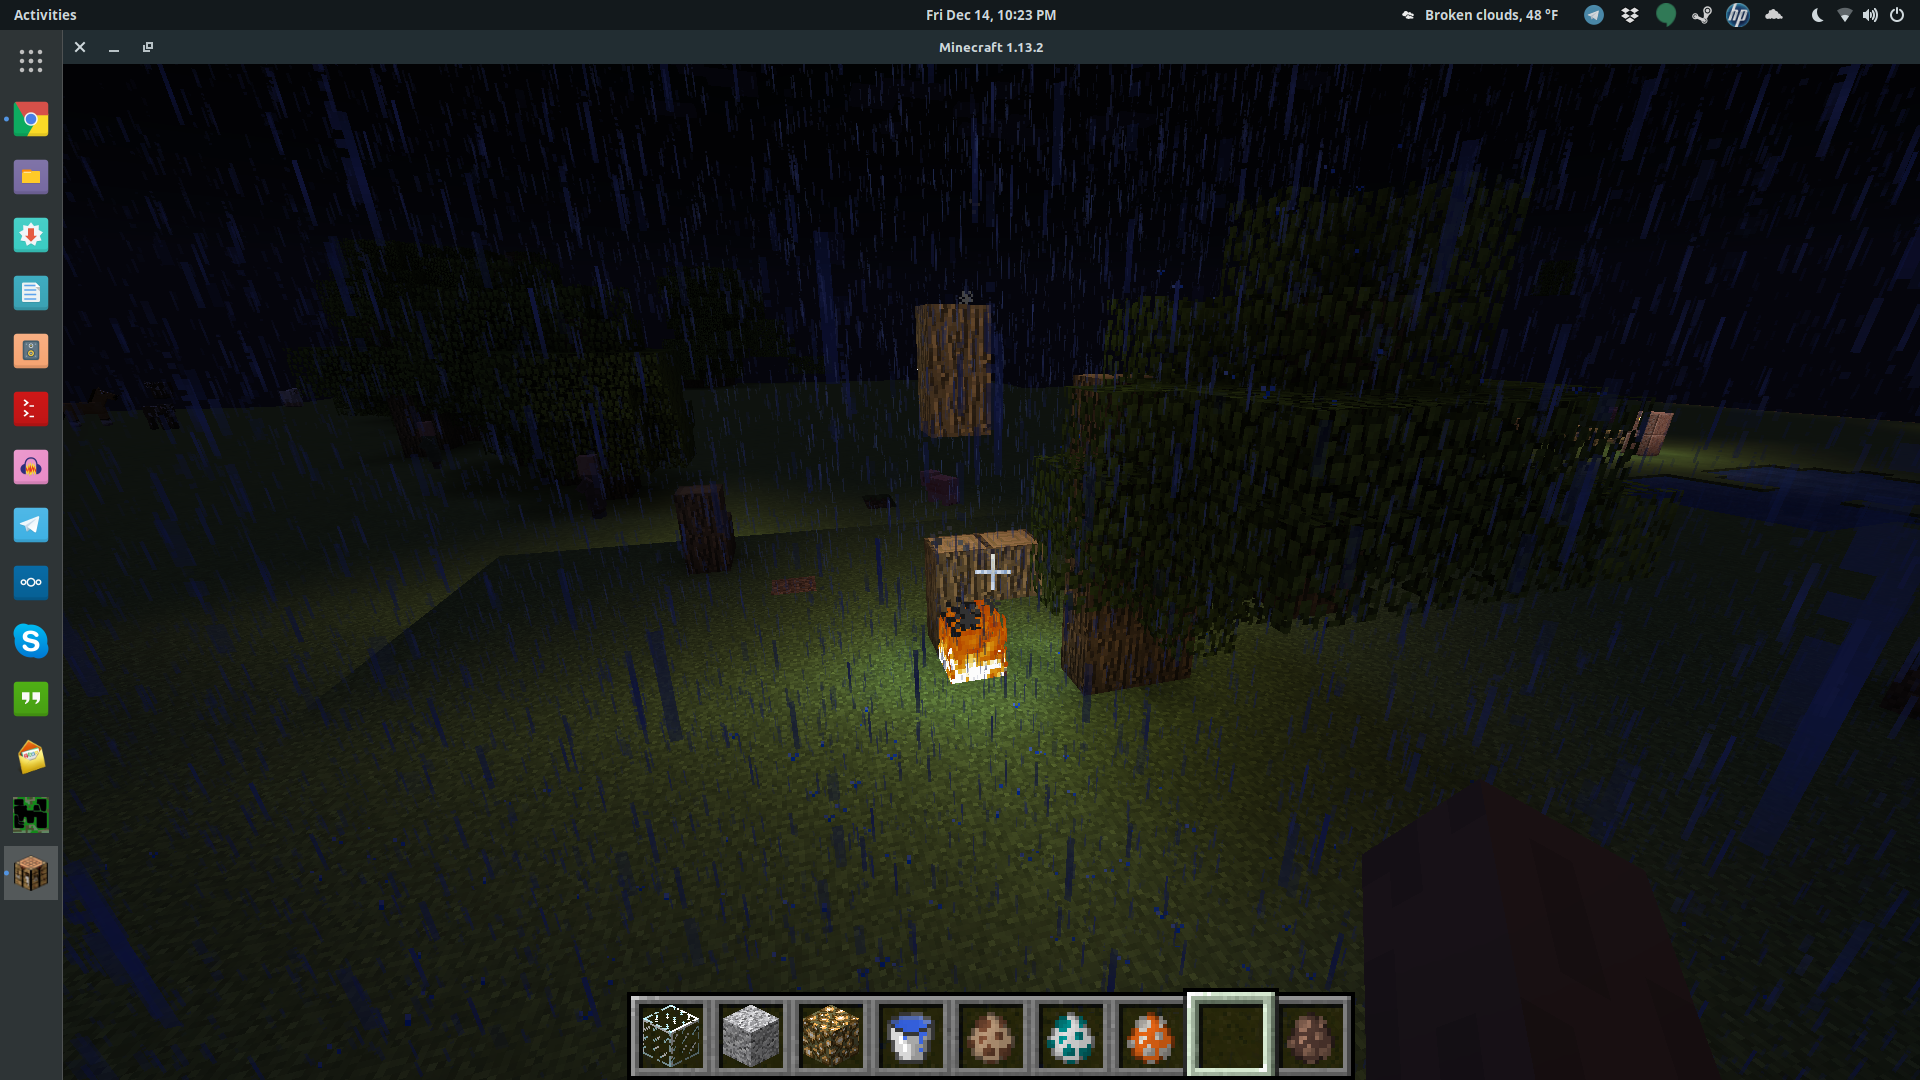 Activities
Fri Dec 14, 10:23 PM
Broken clouds, 48 °F
Minecraft 1.13.2